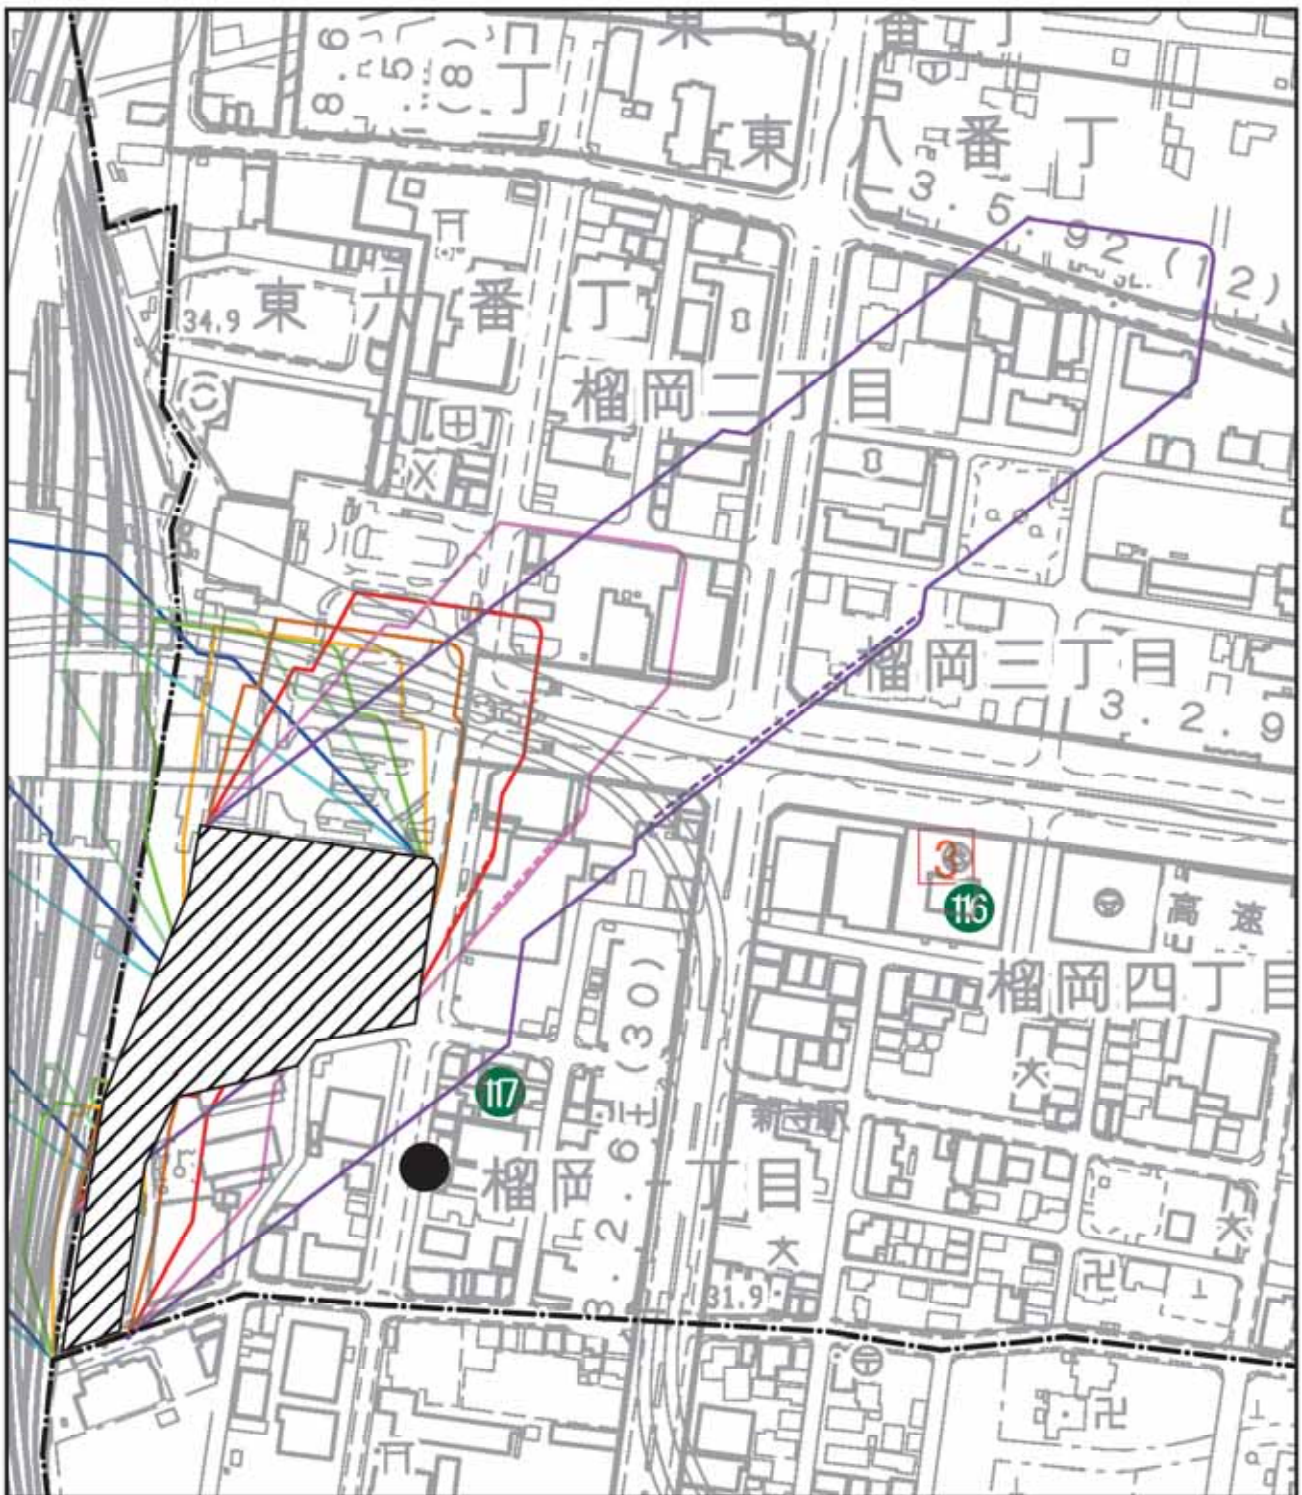 東 八 番 丁
3.5.92(12)
東 六 番 丁
34.9
榴岡二丁目
榴岡三丁目
3.2.9
3
116
高 速
榴岡四丁目
117
榴岡一丁目
3.2.6
(30)
31.9